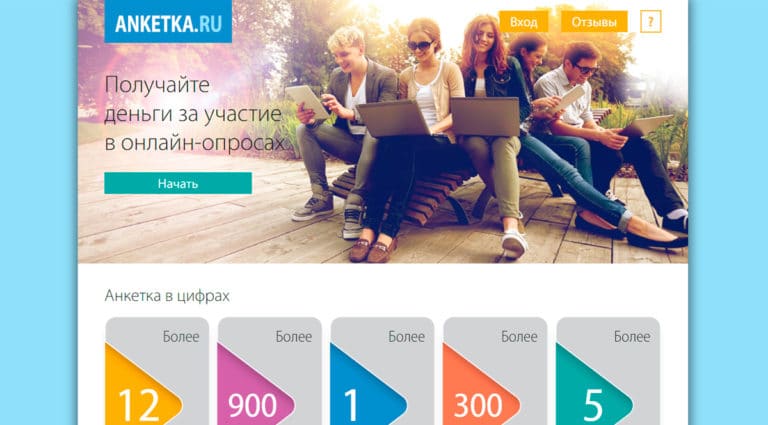 ANKETKA.RU
Вход
Отзывы
?
Получайте
деньги за участие
в онлайн-опросах
Начать
Анкетка в цифрах
Более
Более
Более
Более
Более
12
900
1
300
5